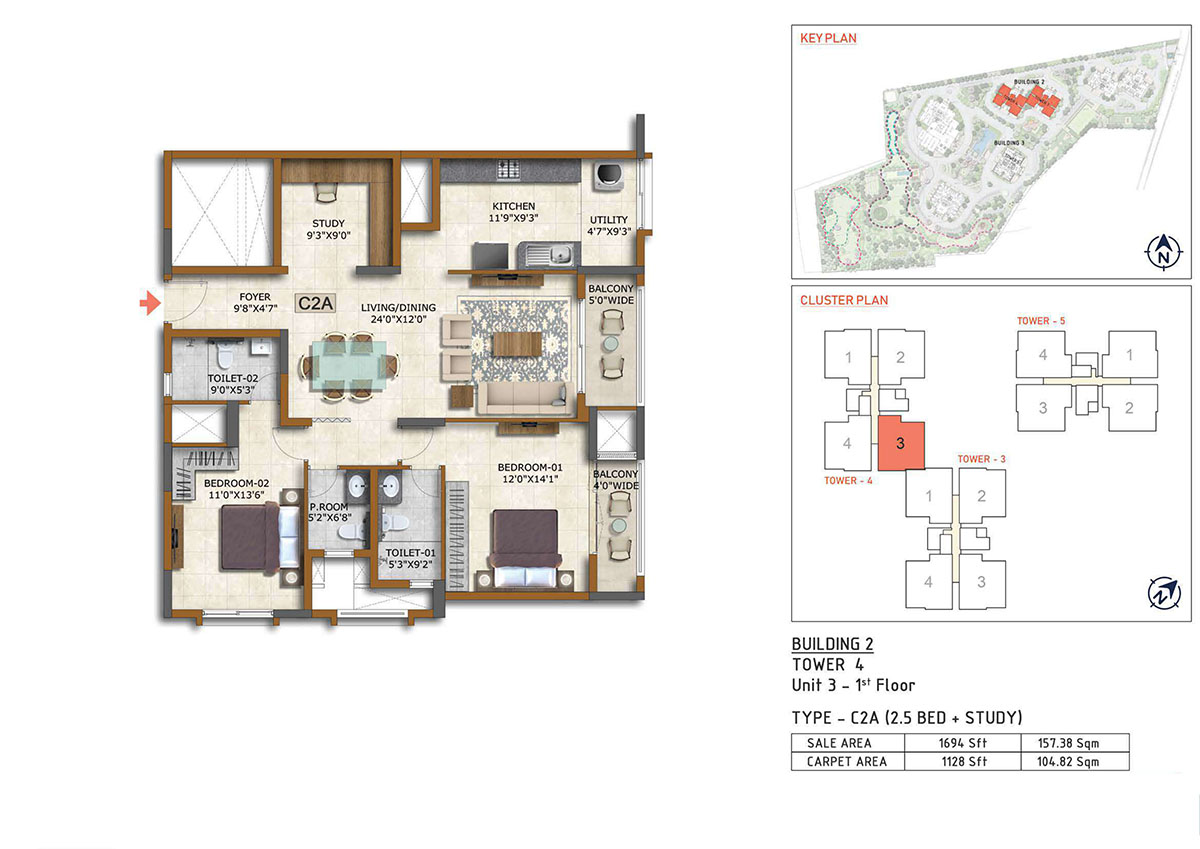 STUDY
9'3"X9'0"
KITCHEN
11'9"X9'3"
UTILITY
4'7"X9'3"
FOYER
9'8"X4'7"
C2A
LIVING/DINING
24'0"X12'0"
BALCONY
5'0"WIDE
TOILET-02
9'0"X5'3"
BEDROOM-02
11'0"X13'6"
P.ROOM
5'2"X6'8"
TOILET-01
5'3"X9'2"
BEDROOM-01
12'0"X14'1"
BALCONY
4'0"WIDE
KEY PLAN
BUILDING 2
TOWER 4
BUILDING 3
N
CLUSTER PLAN
1
2
4
3
TOWER - 4
TOWER - 5
4
1
3
2
TOWER - 3
1
2
4
3
N
BUILDING 2
TOWER 4
Unit 3 - 1st Floor
TYPE - C2A (2.5 BED + STUDY)
SALE AREA 1694 Sft 157.38 Sqm
CARPET AREA 1128 Sft 104.82 Sqm